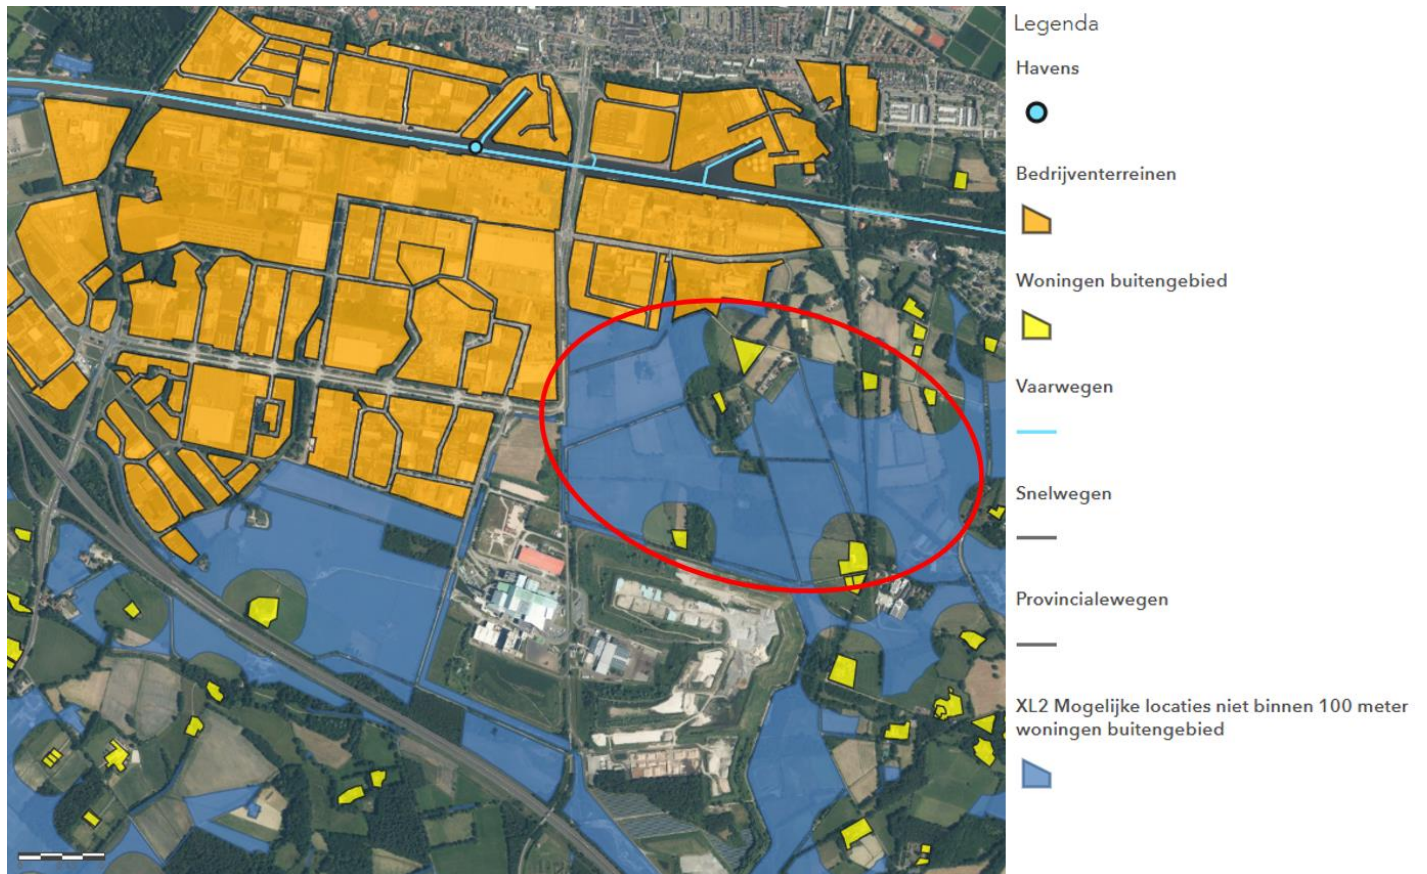 Legenda
Havens
Bedrijventerreinen
Woningen buitengebied
Vaarwegen
Snelwegen
Provincialewegen
XL2 Mogelijke locaties niet binnen 100 meter
woningen buitengebied